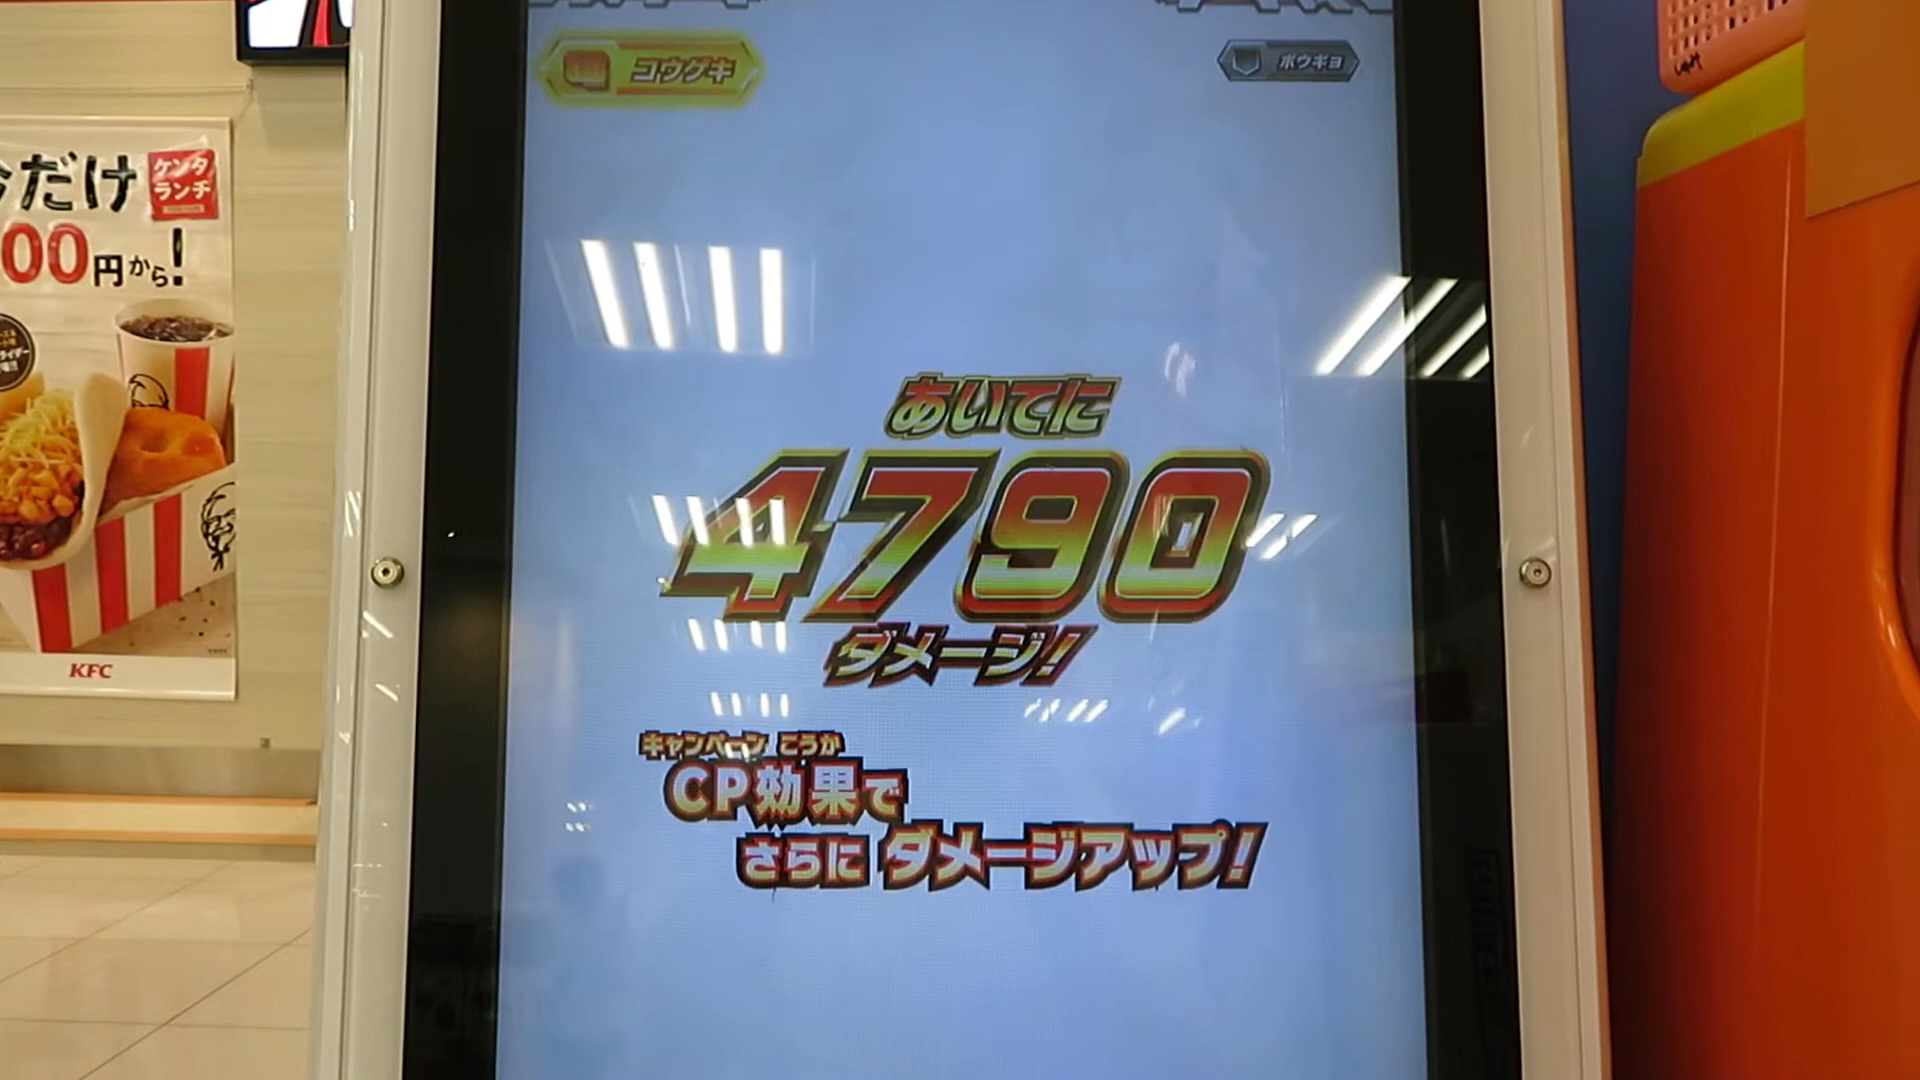 コウゲキ
ボウギョ
あいてに
4790
ダメージ!
キャンペーン こうか
CP効果で
さらに ダメージアップ!
今だけ
ケンタ
ランチ
00円から!
KFC